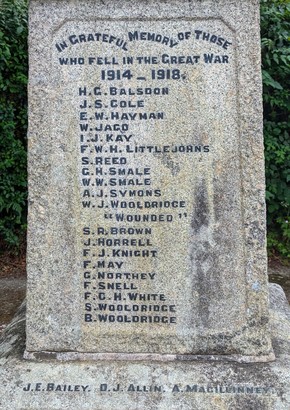 IN GRATEFUL MEMORY OF THOSE
WHO FELL IN THE GREAT WAR
1914 - 1918.
H. G. BALSDON
J. S. COLE
E. W. HAYMAN
W. JAGO
I. J. KAY
F. W. H. LITTLEJOHNS
S. REED
G. H. SMALE
W. W. SMALE
A. J. SYMONS
W. J. WOOLDRIDGE
"WOUNDED"
S. R. BROWN
J. HORRELL
F. J. KNIGHT
F. MAY
G. NORTHEY
F. SNELL
F. G. H. WHITE
S. WOOLDRIDGE
B. WOOLDRIDGE
J. E. BAILEY. D. J. ALLIN. A. MACILLINNEY